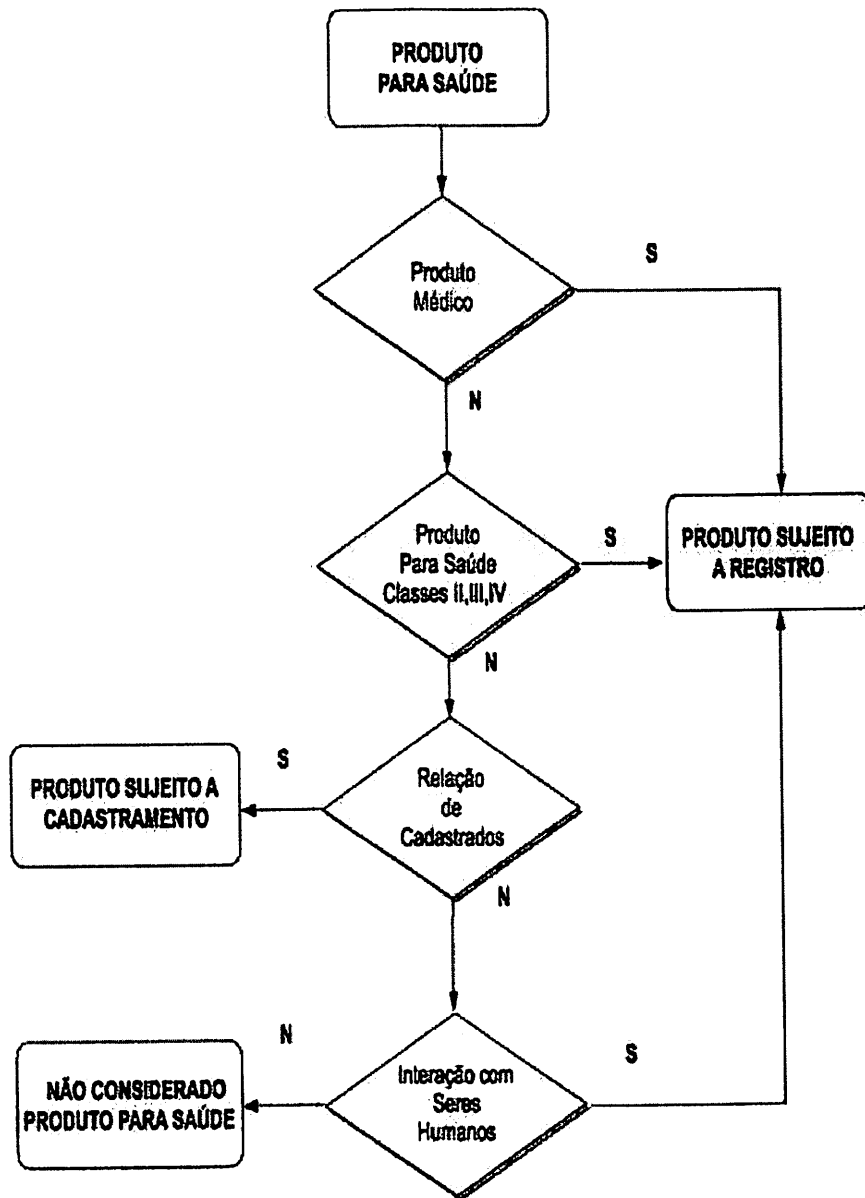 PRODUTO
PARA SAÚDE
Produto
Médico
S
N
Produto
Para Saúde
Classes II,III,IV
S
PRODUTO SUJEITO
A REGISTRO
N
Relação
de
Cadastrados
S
PRODUTO SUJEITO A
CADASTRAMENTO
N
Interação com
Seres
Humanos
N
NÃO CONSIDERADO
PRODUTO PARA SAÚDE
S